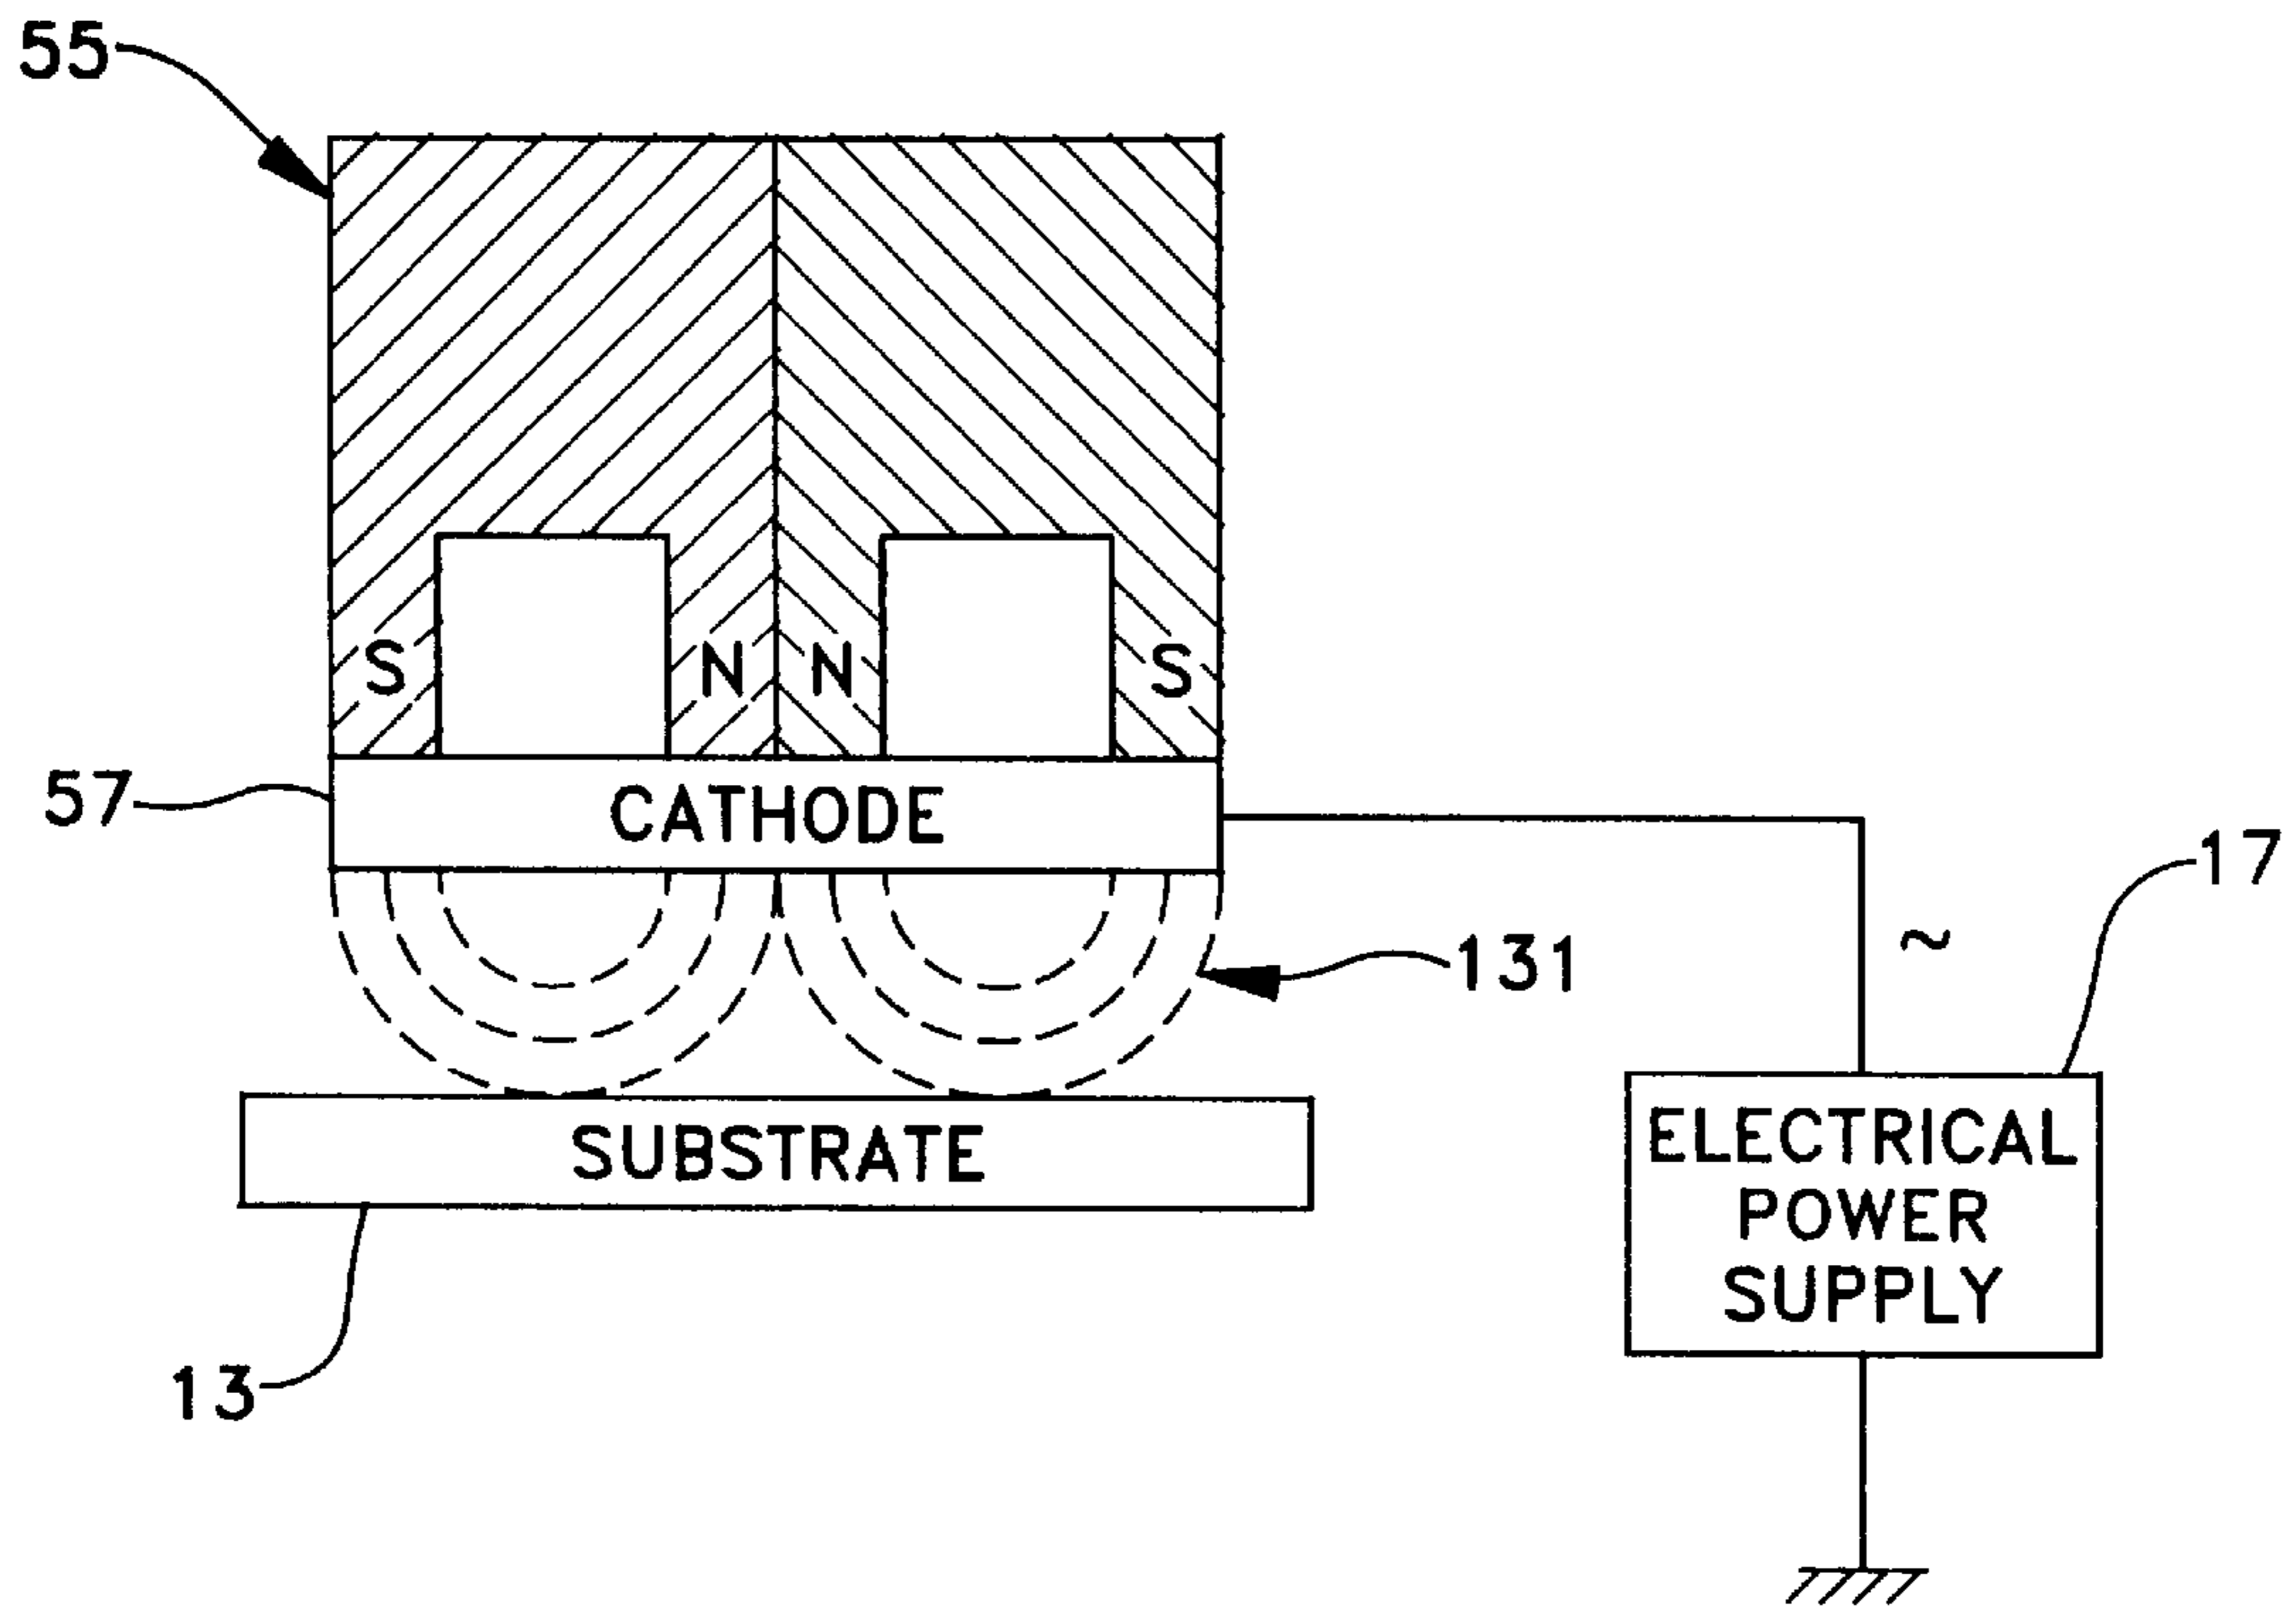 55
S N N S
57
CATHODE
17
~
131
SUBSTRATE
ELECTRICAL
POWER
SUPPLY
13